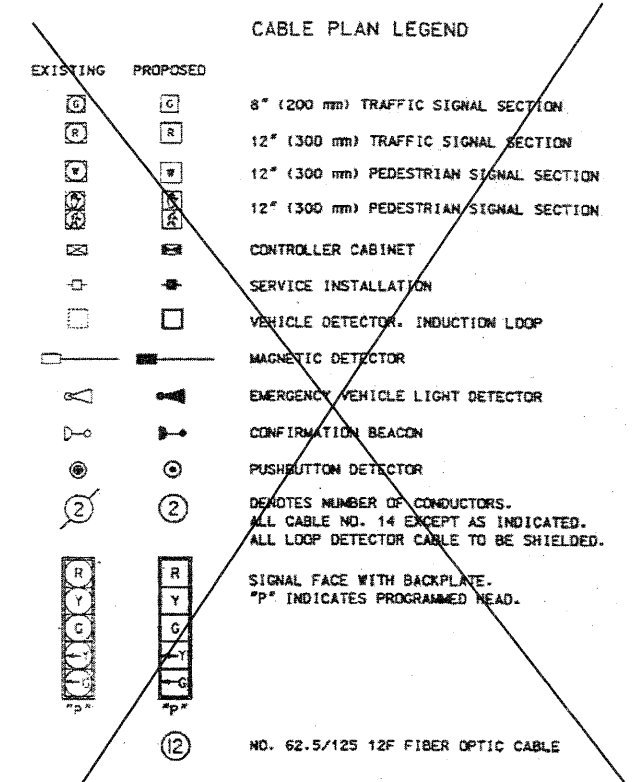 CABLE PLAN LEGEND
EXISTING PROPOSED
G G 8" (200 mm) TRAFFIC SIGNAL SECTION
R R 12" (300 mm) TRAFFIC SIGNAL SECTION
W W 12" (300 mm) PEDESTRIAN SIGNAL SECTION
12" (300 mm) PEDESTRIAN SIGNAL SECTION
CONTROLLER CABINET
SERVICE INSTALLATION
VEHICLE DETECTOR. INDUCTION LOOP
MAGNETIC DETECTOR
EMERGENCY VEHICLE LIGHT DETECTOR
CONFIRMATION BEACON
PUSHBUTTON DETECTOR
2 2 DENOTES NUMBER OF CONDUCTORS.
ALL CABLE NO. 14 EXCEPT AS INDICATED.
ALL LOOP DETECTOR CABLE TO BE SHIELDED.
R R SIGNAL FACE WITH BACKPLATE.
Y Y "P" INDICATES PROGRAMMED HEAD.
G G
Y Y
G G
"P" "P"
12 NO. 62.5/125 12F FIBER OPTIC CABLE